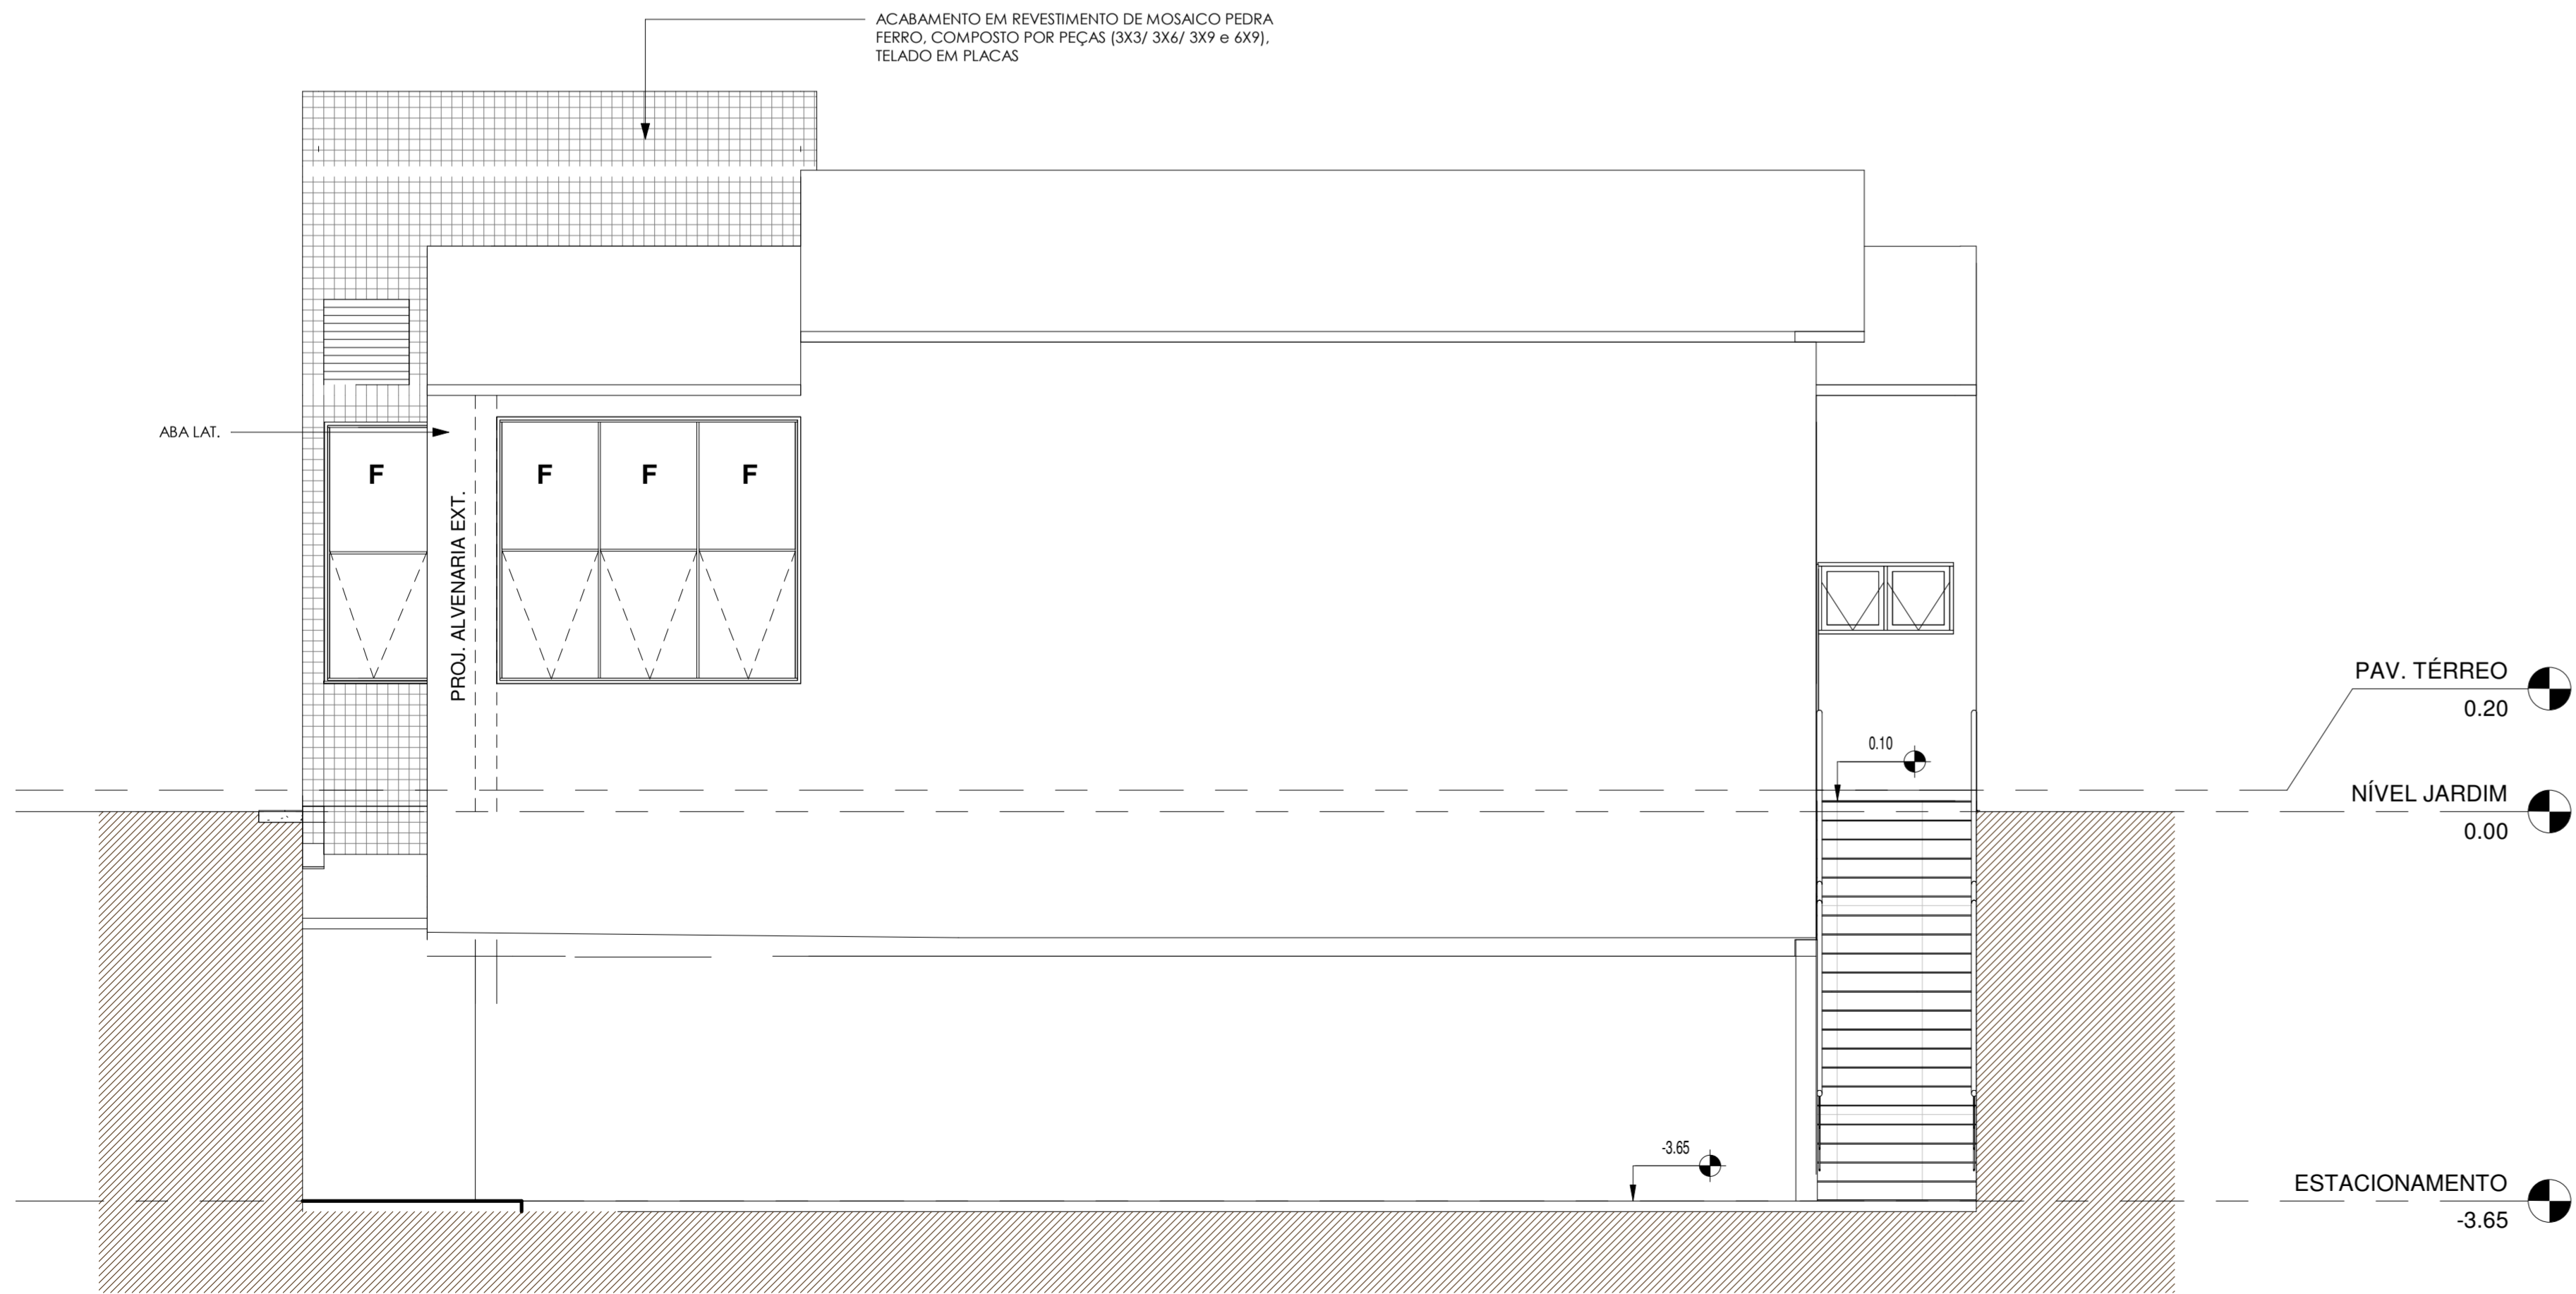 ACABAMENTO EM REVESTIMENTO DE MOSAICO PEDRA
FERRO, COMPOSTO POR PEÇAS (3X3/ 3X6/ 3X9 e 6X9),
TELADO EM PLACAS
ABA LAT.
F
F
F
F
PROJ. ALVENARIA EXT.
PAV. TÉRREO
0.20
0.10
NÍVEL JARDIM
0.00
-3.65
ESTACIONAMENTO
-3.65